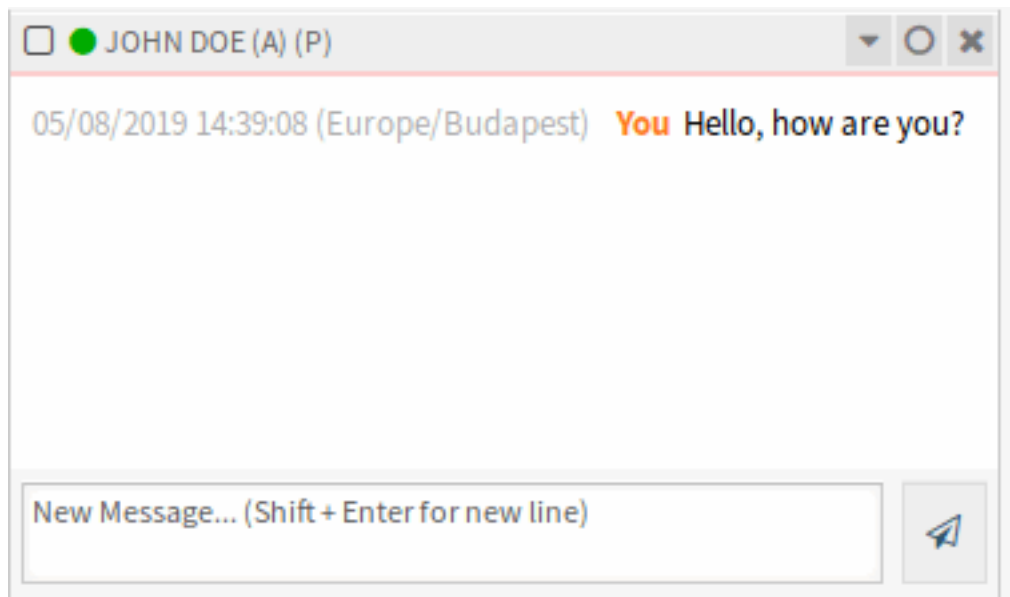 JOHN DOE (A) (P)
05/08/2019 14:39:08 (Europe/Budapest) You Hello, how are you?
New Message... (Shift + Enter for new line)